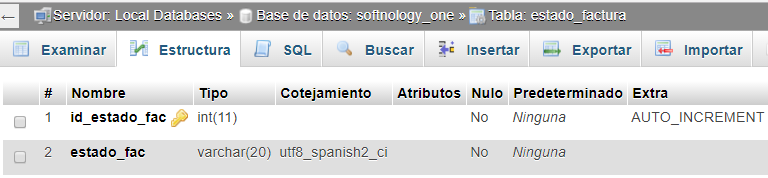 Servidor: Local Databases » Base de datos: softnology_one » Tabla: estado_factura
Examinar Estructura SQL Buscar Insertar Exportar Importar
# Nombre Tipo Cotejamiento Atributos Nulo Predeterminado Extra
1 id_estado_fac int(11) No Ninguna AUTO_INCREMENT
2 estado_fac varchar(20) utf8_spanish2_ci No Ninguna